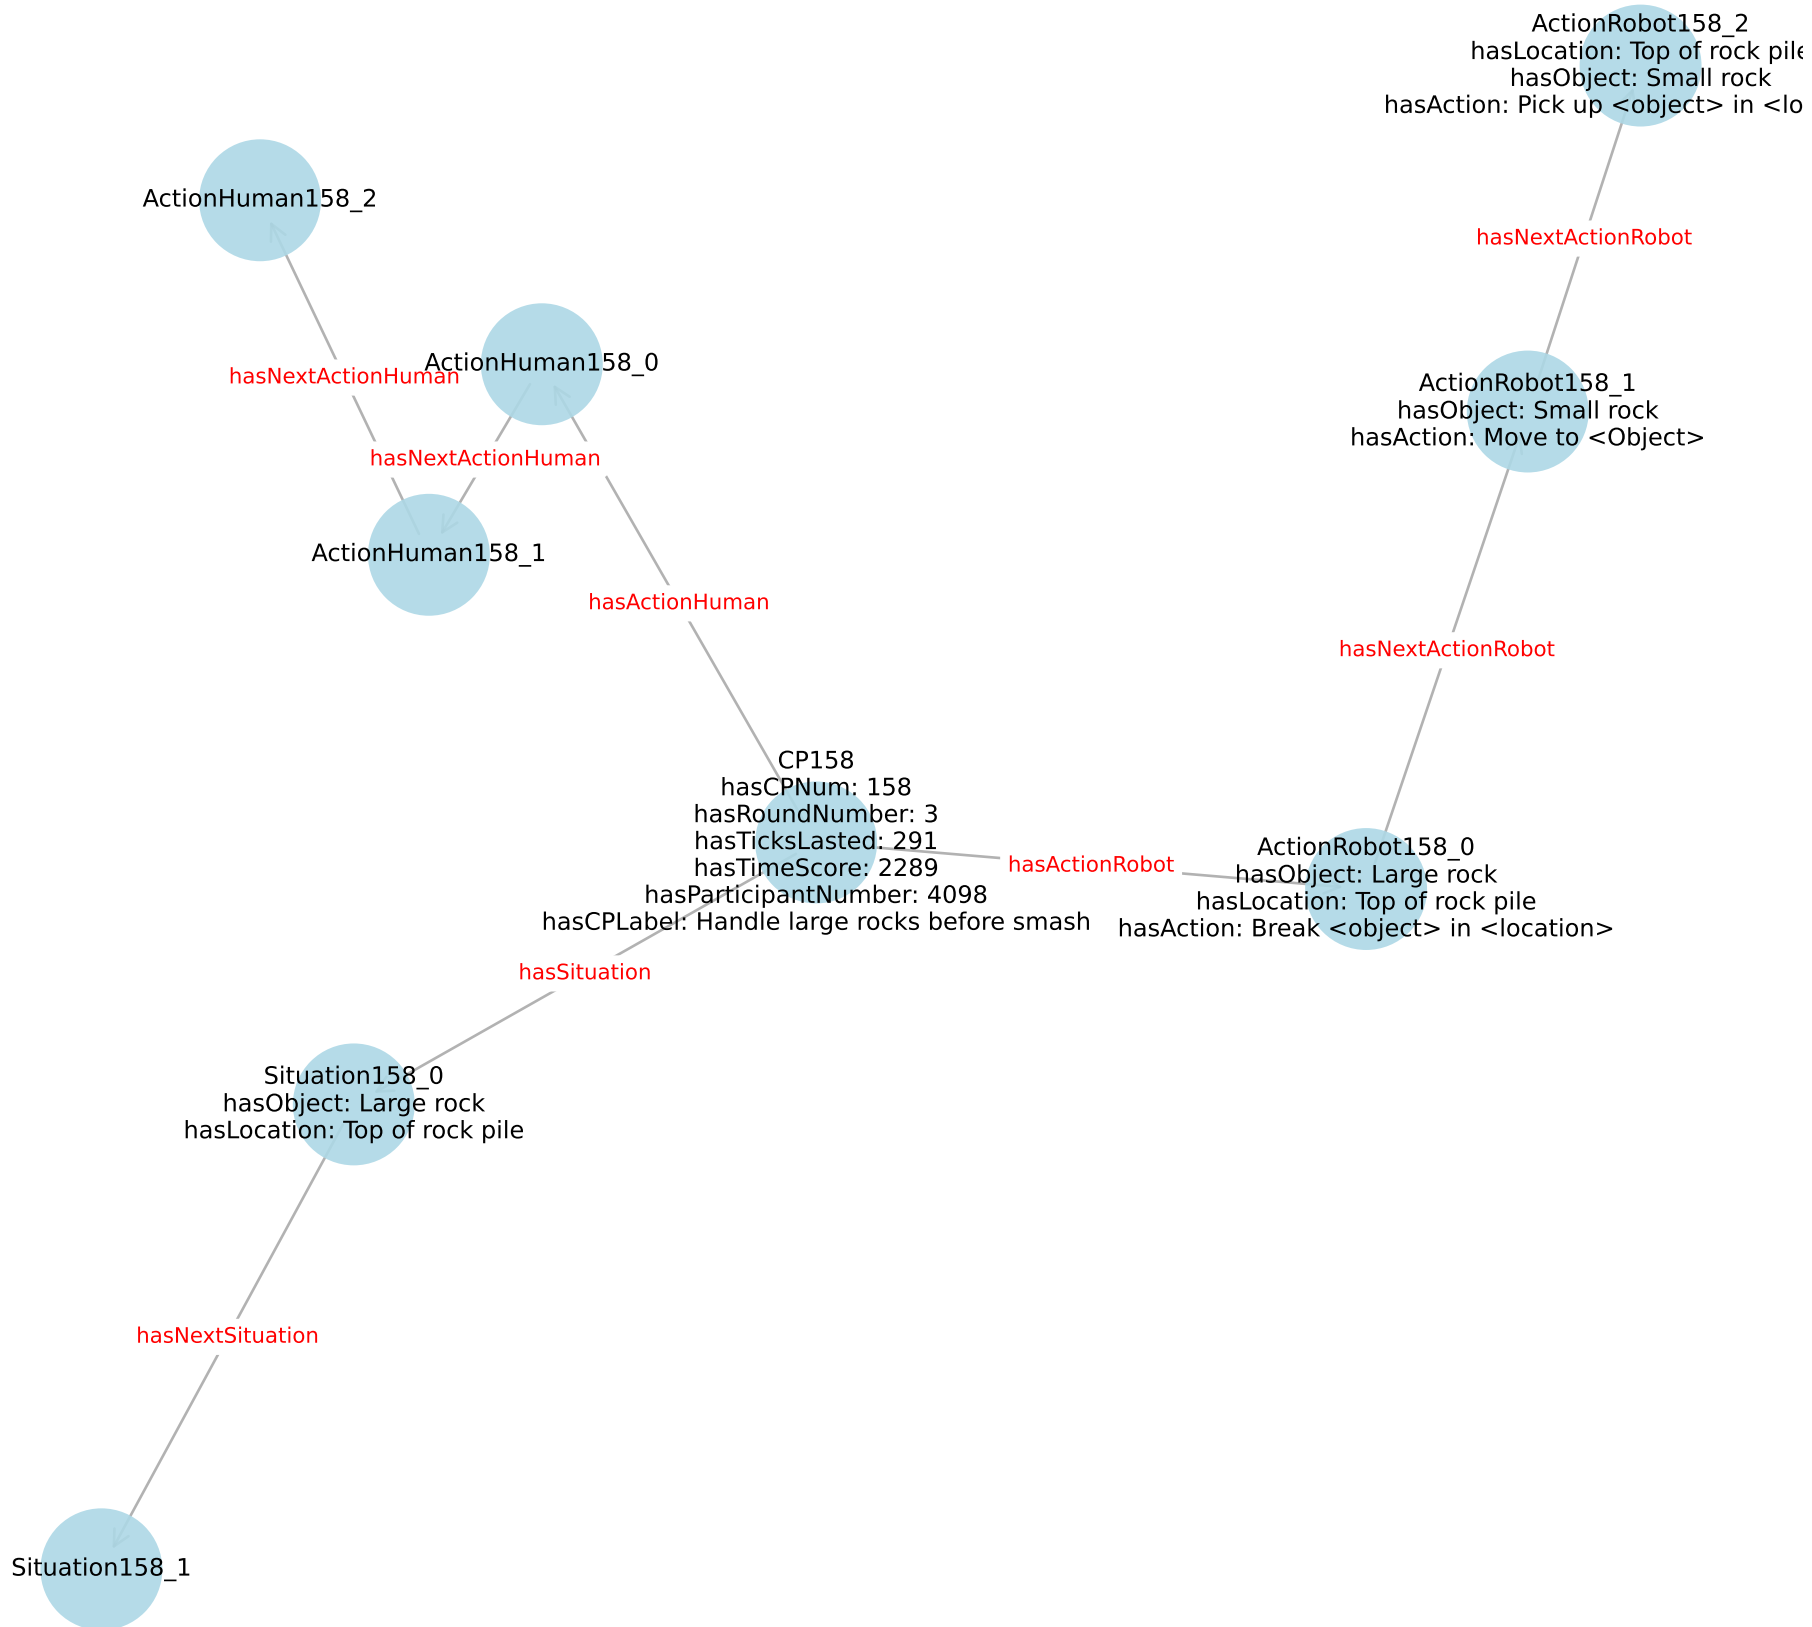 ActionRobot158_2
hasLocation: Top of rock pile
hasObject: Small rock
hasAction: Pick up <object> in <lo
ActionHuman158_2
hasNextActionRobot
ActionHuman158_0
hasNextActionHuman
ActionRobot158_1
hasObject: Small rock
hasAction: Move to <Object>
hasNextActionHuman
ActionHuman158_1
hasActionHuman
hasNextActionRobot
CP158
hasCPNum: 158
hasRoundNumber: 3
hasTicksLasted: 291
hasTimeScore: 2289
hasParticipantNumber: 4098
hasCPLabel: Handle large rocks before smash
hasActionRobot
ActionRobot158_0
hasObject: Large rock
hasLocation: Top of rock pile
hasAction: Break <object> in <location>
hasSituation
Situation158_0
hasObject: Large rock
hasLocation: Top of rock pile
hasNextSituation
Situation158_1